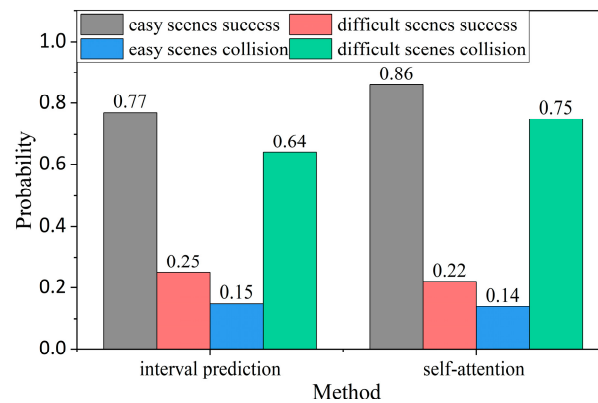 easy scenes success
difficult scenes success
easy scenes collision
difficult scenes collision
Probability
1.0
0.8
0.6
0.4
0.2
0.0
0.77
0.25
0.15
0.64
0.86
0.22
0.14
0.75
interval prediction
self-attention
Method